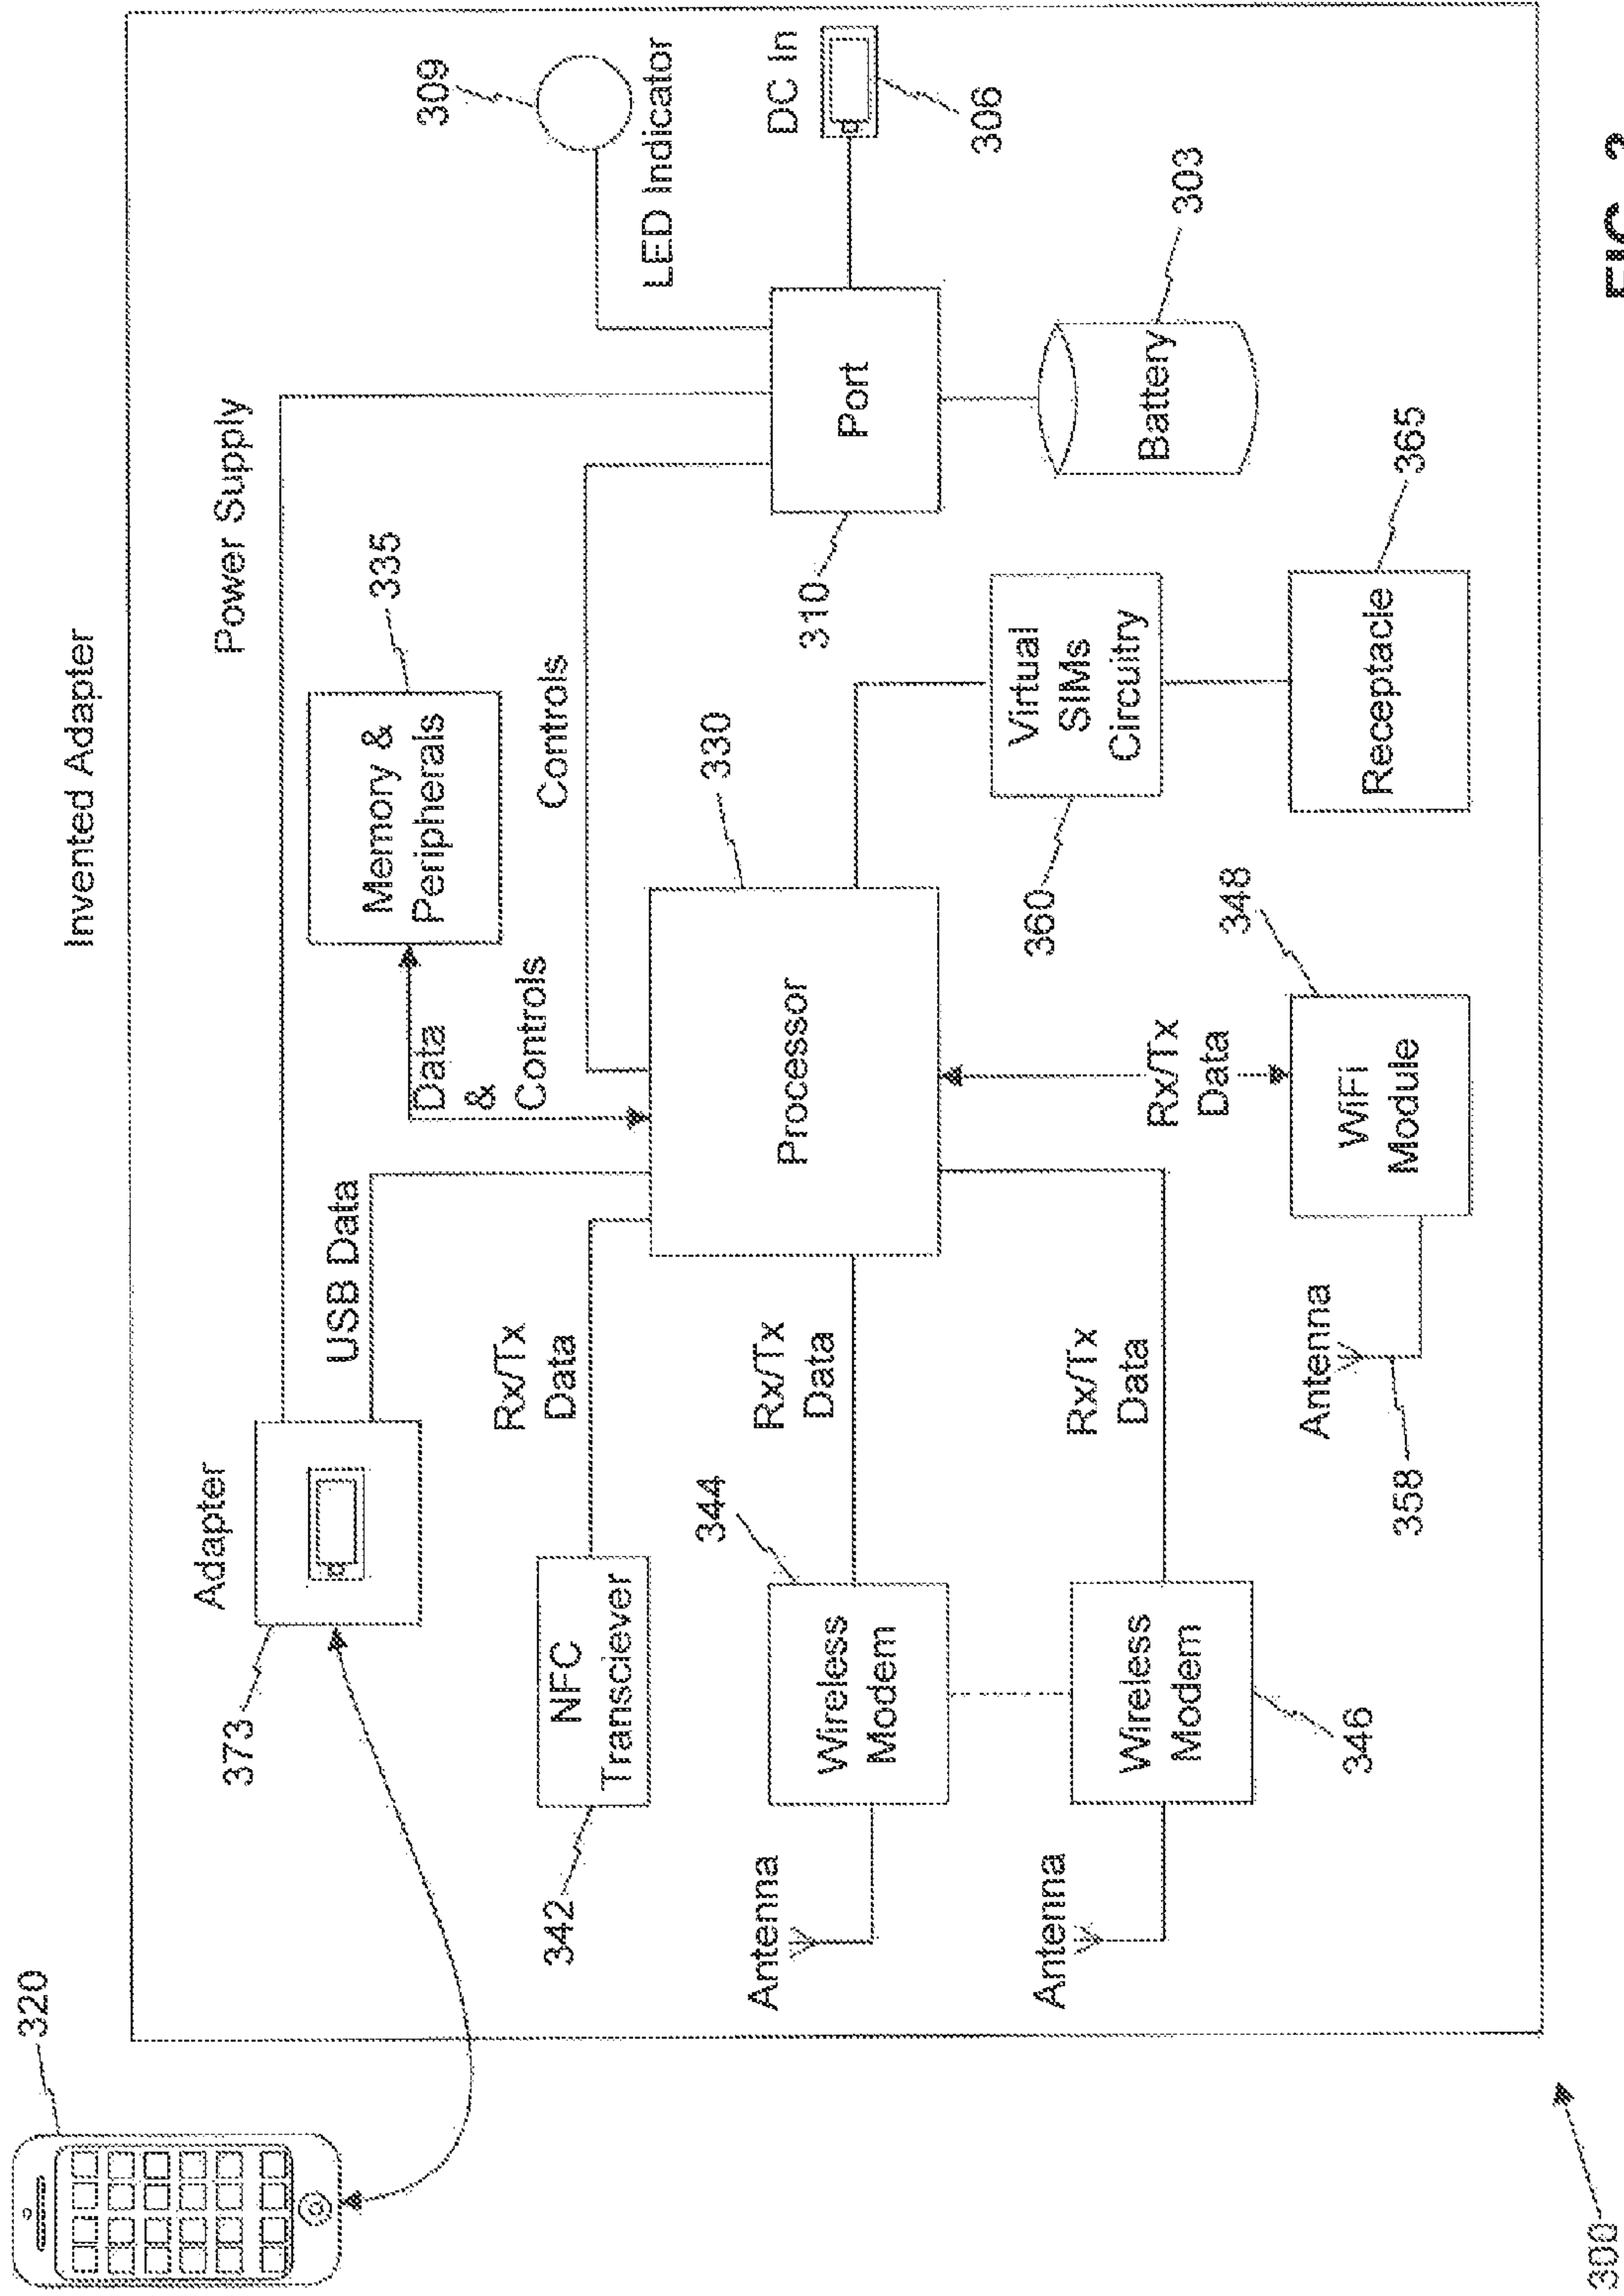 Invented Adapter
320
373
Adapter
Power Supply
USB Data
Memory &
Peripherals
335
Data
&
Controls
Controls
309
LED Indicator
DC In
306
342
NFC
Transciever
Rx/Tx
Data
Processor
330
Port
310
Battery
303
Antenna
344
Wireless
Modem
Rx/Tx
Data
Virtual
SIMs
Circuitry
360
Receptacle
365
Antenna
Wireless
Modem
346
Rx/Tx
Data
Rx/Tx
Data
348
WiFi
Module
Antenna
358
300